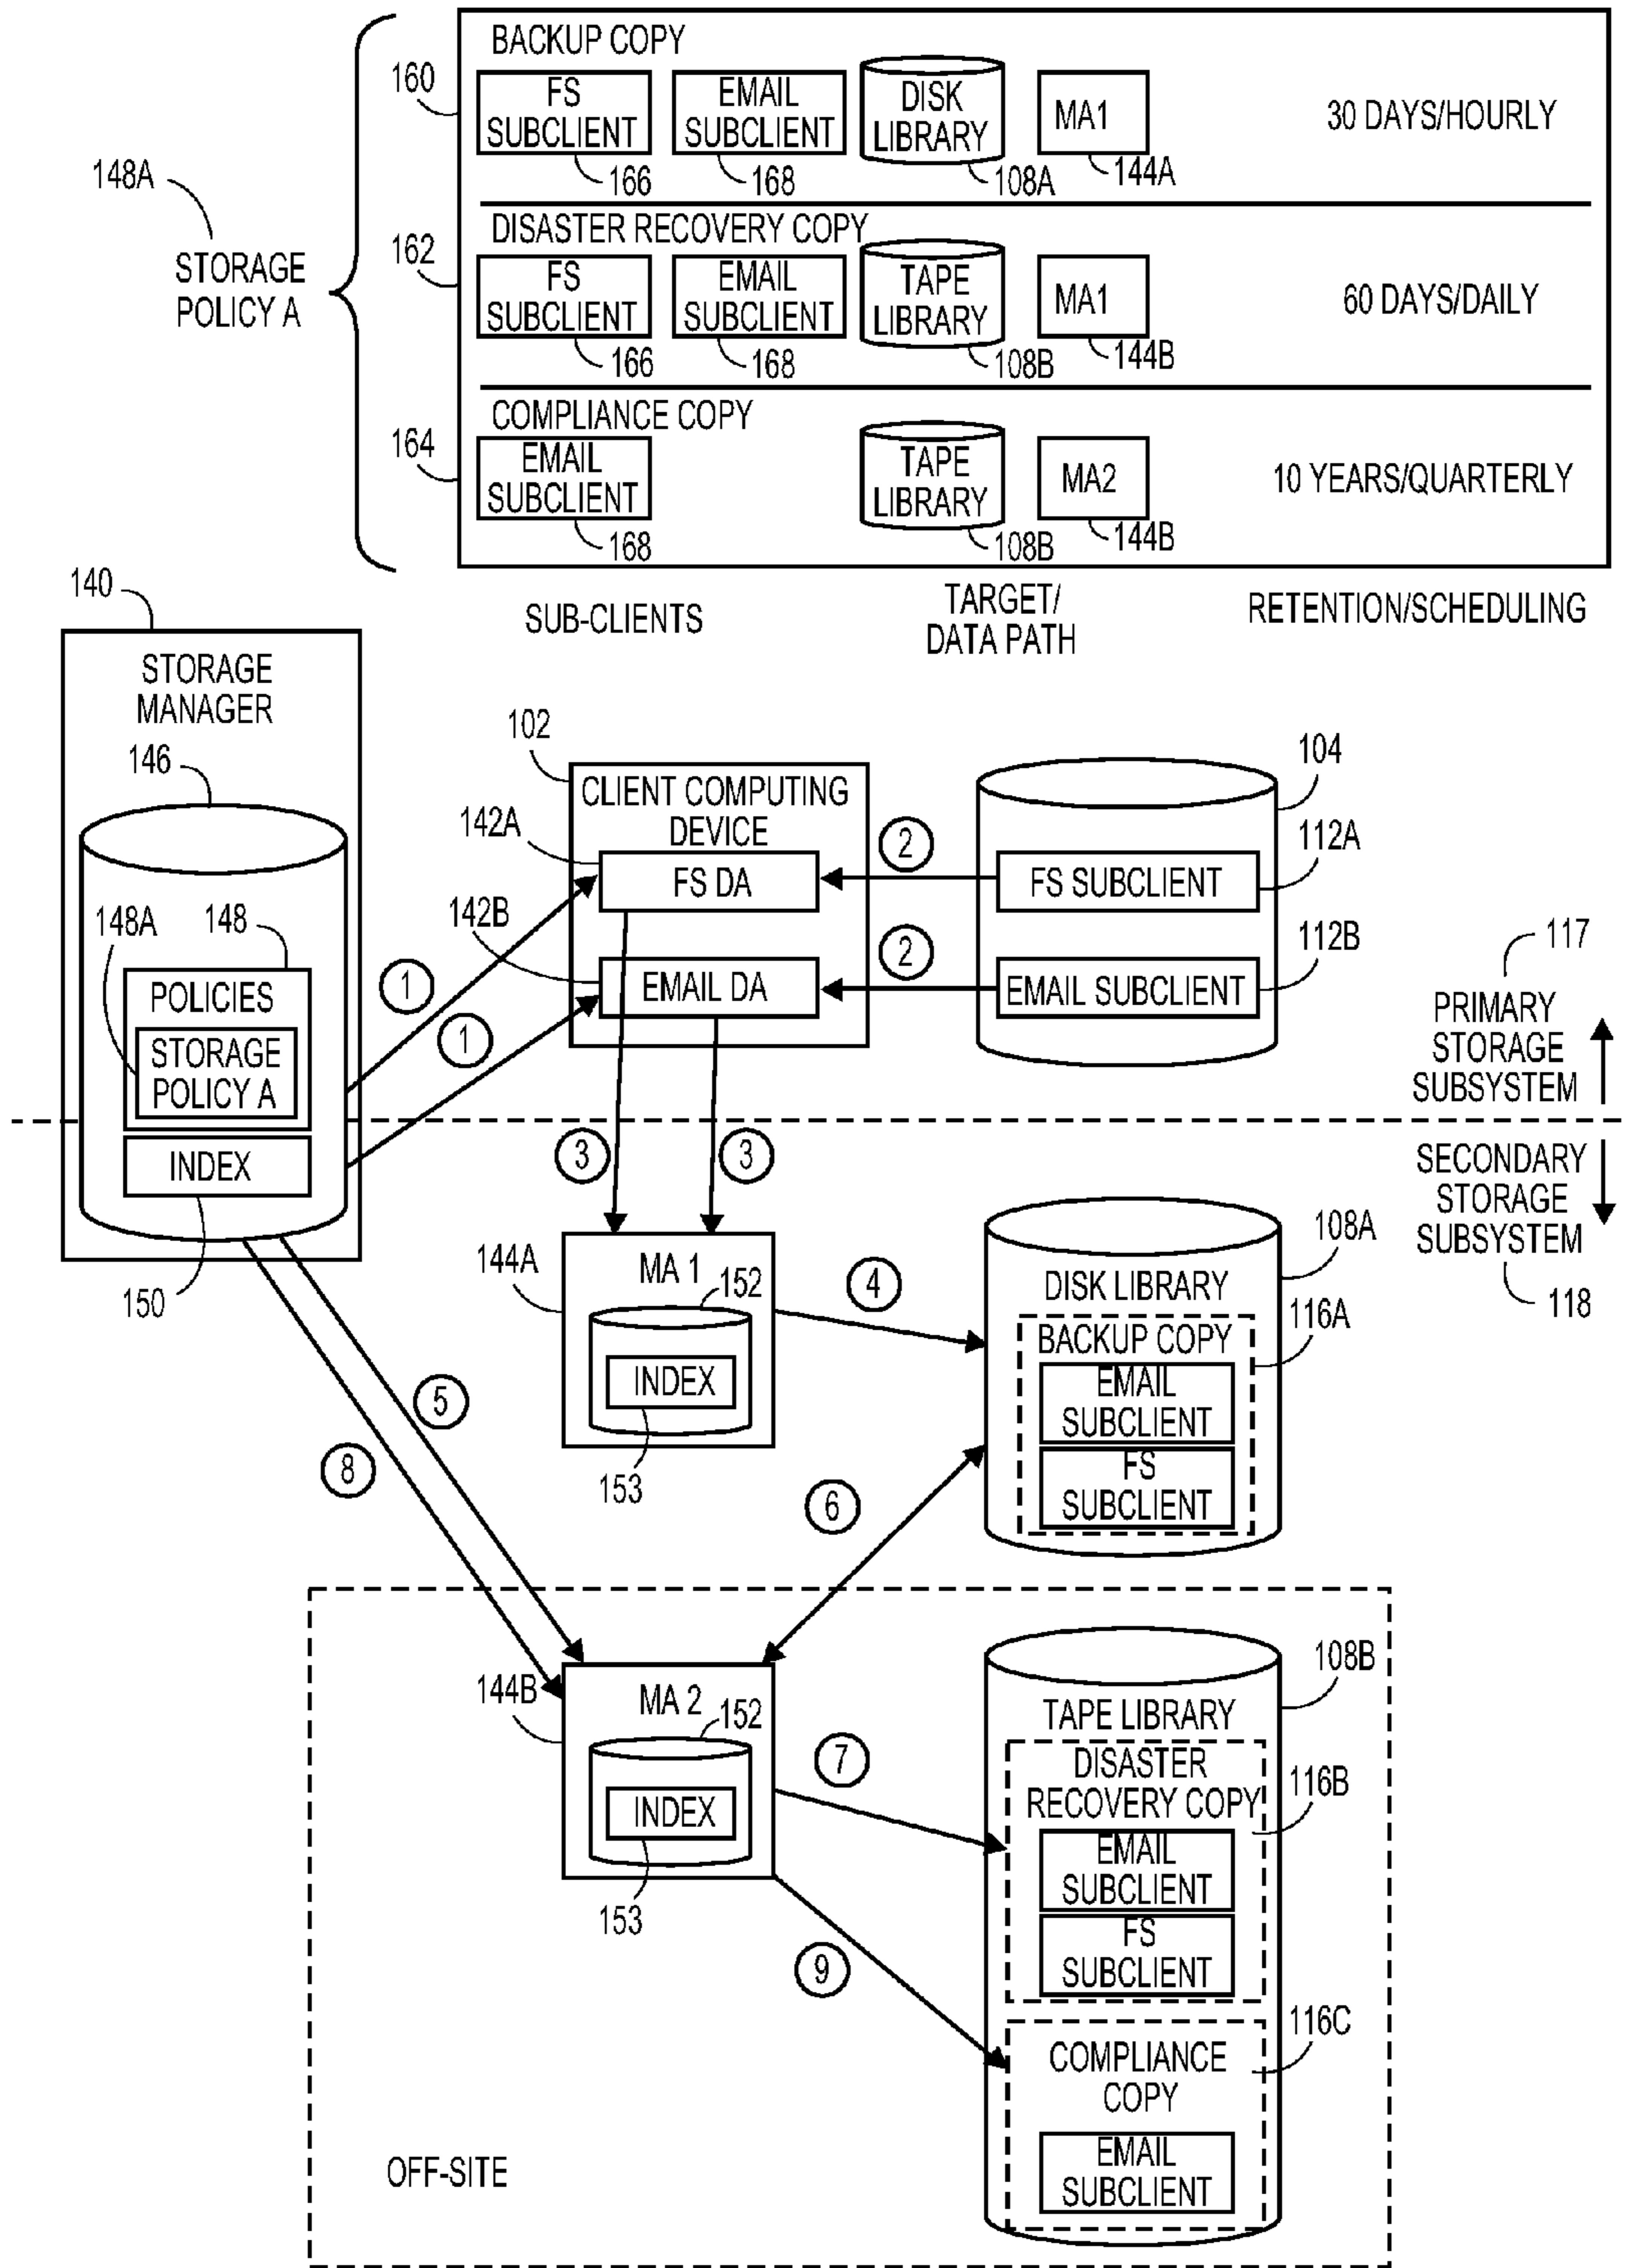 BACKUP COPY
160
FS
SUBCLIENT
166
EMAIL
SUBCLIENT
168
DISK
LIBRARY
108A
MA1
144A
30 DAYS/HOURLY
148A
STORAGE
POLICY A
DISASTER RECOVERY COPY
162
FS
SUBCLIENT
166
EMAIL
SUBCLIENT
168
TAPE
LIBRARY
108B
MA1
144B
60 DAYS/DAILY
COMPLIANCE COPY
164
EMAIL
SUBCLIENT
168
TAPE
LIBRARY
108B
MA2
144B
10 YEARS/QUARTERLY
SUB-CLIENTS
TARGET/
DATA PATH
RETENTION/SCHEDULING
140
STORAGE
MANAGER
146
148A
148
POLICIES
STORAGE
POLICY A
INDEX
150
102
CLIENT COMPUTING
DEVICE
142A
FS DA
142B
EMAIL DA
104
112A
FS SUBCLIENT
112B
EMAIL SUBCLIENT
2
2
1
1
117
PRIMARY
STORAGE
SUBSYSTEM
SECONDARY
STORAGE
SUBSYSTEM
118
3
3
144A
MA 1
152
INDEX
153
4
108A
DISK LIBRARY
116A
BACKUP COPY
EMAIL
SUBCLIENT
FS
SUBCLIENT
5
8
6
144B
MA 2
152
INDEX
153
7
9
108B
TAPE LIBRARY
DISASTER
RECOVERY COPY
116B
EMAIL
SUBCLIENT
FS
SUBCLIENT
116C
COMPLIANCE
COPY
EMAIL
SUBCLIENT
OFF-SITE